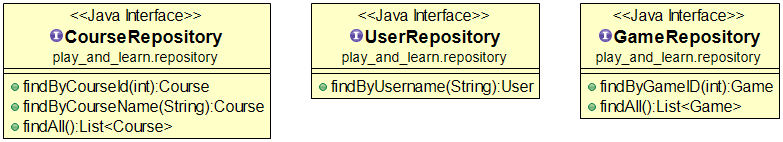 <<Java Interface>>
CourseRepository
play_and_learn.repository
findByCourseId(int):Course
findByCourseName(String):Course
findAll():List<Course>
<<Java Interface>>
UserRepository
play_and_learn.repository
findByUsername(String):User
<<Java Interface>>
GameRepository
play_and_learn.repository
findByGameID(int):Game
findAll():List<Game>